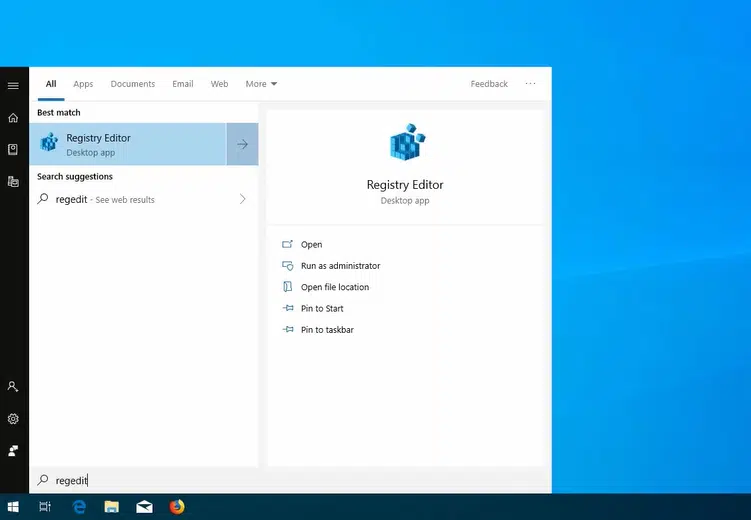 All Apps Documents Email Web More Feedback ...
Best match
Registry Editor
Desktop app
Search suggestions
regedit - See web results
Registry Editor
Desktop app
Open
Run as administrator
Open file location
Pin to Start
Pin to taskbar
regedit